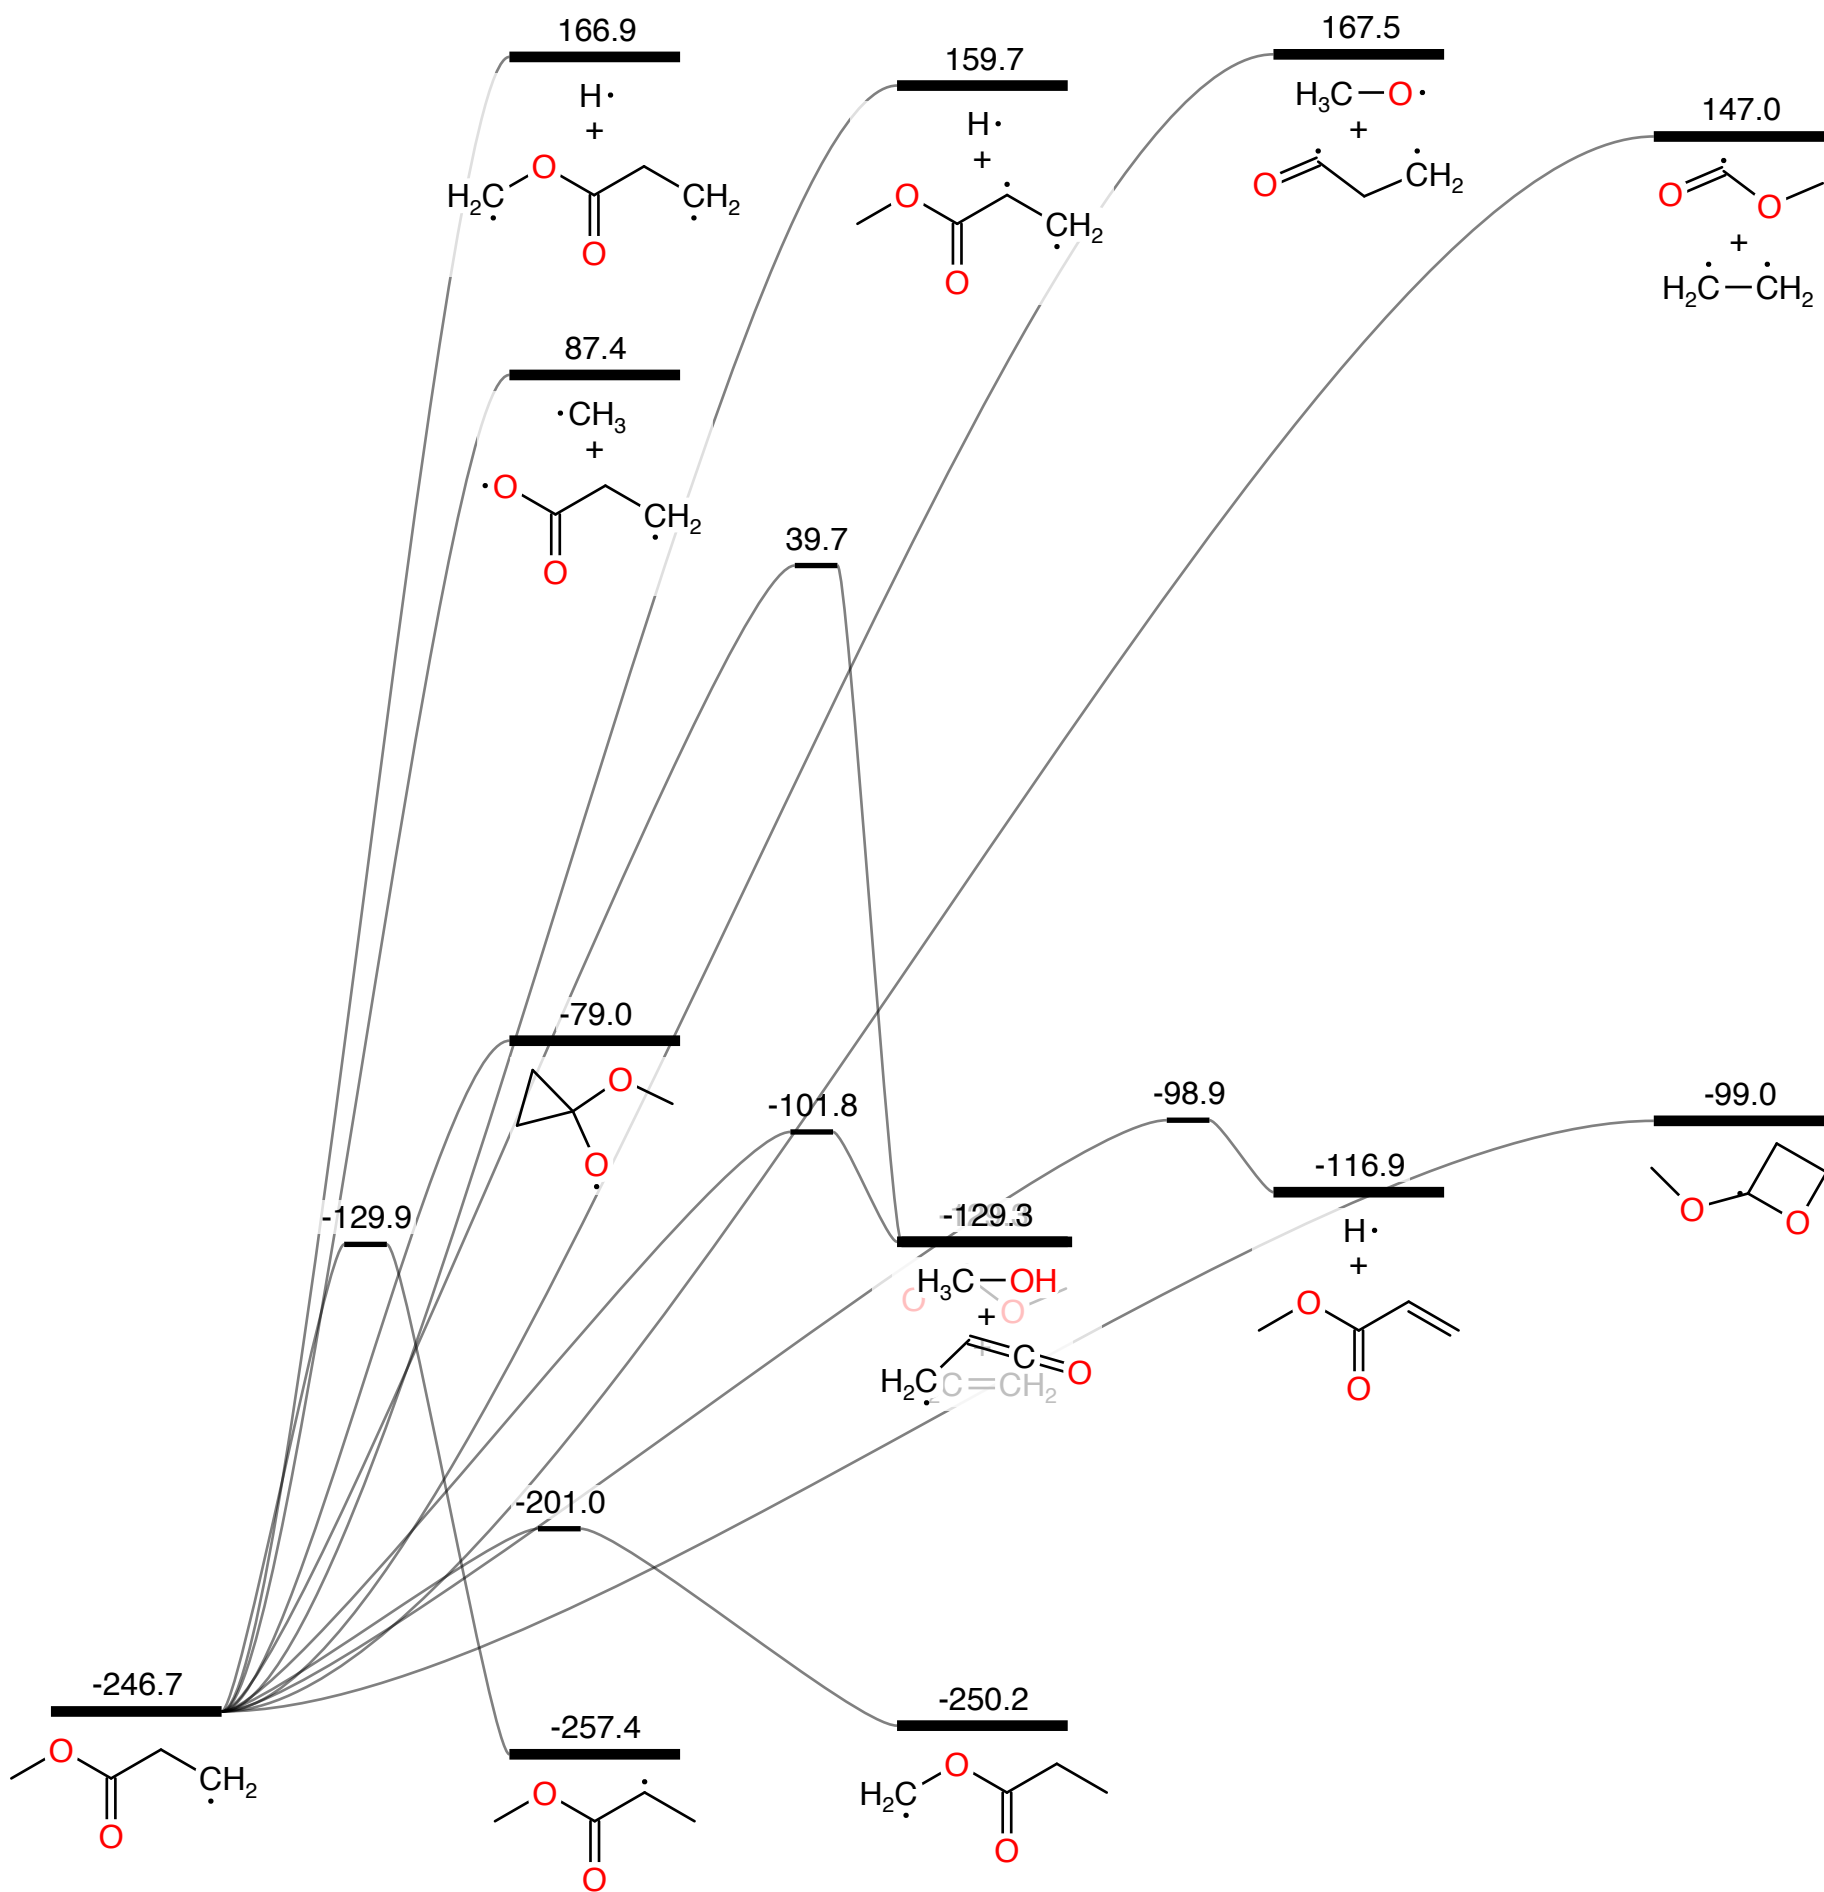 166.9
H·
+
H₂C O CH₂
O
159.7
H·
+
O CH₂
O
167.5
H₃C—O·
+
O CH₂
147.0
O O
+
H₂C—CH₂
87.4
·CH₃
+
·O CH₂
O
39.7
-79.0
O
O
-101.8
-98.9
-99.0
O O
-129.9
-129.3
H₃C—OH
O O
+
C O
H₂C
C=CH₂
-116.9
H·
+
O
O
-201.0
-246.7
O CH₂
O
-257.4
O
O
-250.2
H₂C O
O